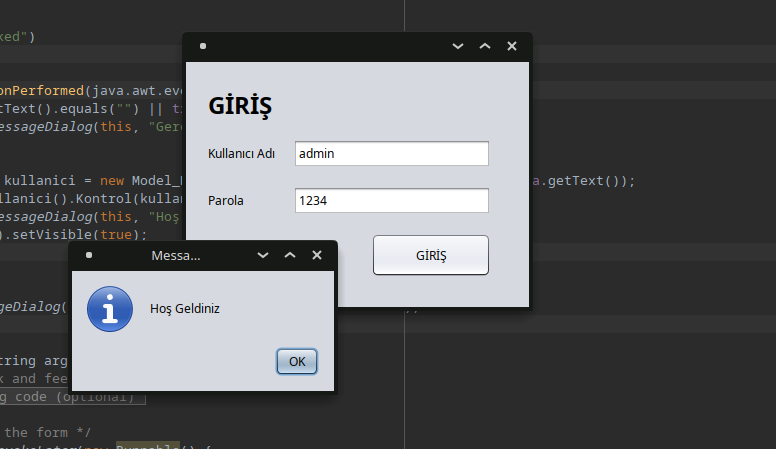 ked")
onPerformed(java.awt.eve
tText().equals("") || t
essageDialog(this, "Ger
kullanici = new Model_
a.getText());
llanici().Kontrol(kulla
essageDialog(this, "Hoş
).setVisible(true);
geDialog(
tring arg
k and fee
g code (optional)
the form */
GİRİŞ
Kullanıcı Adı admin
Parola 1234
GİRİŞ
Messa...
Hoş Geldiniz
OK